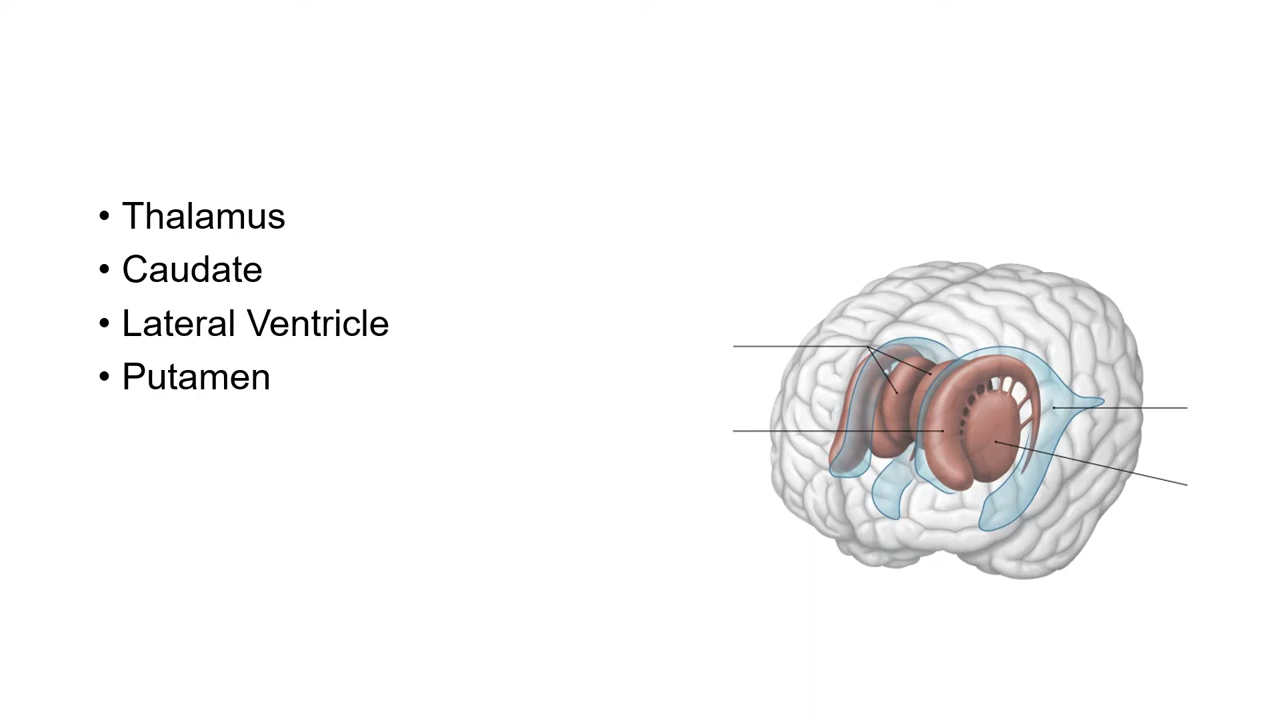 • Thalamus
• Caudate
• Lateral Ventricle
• Putamen